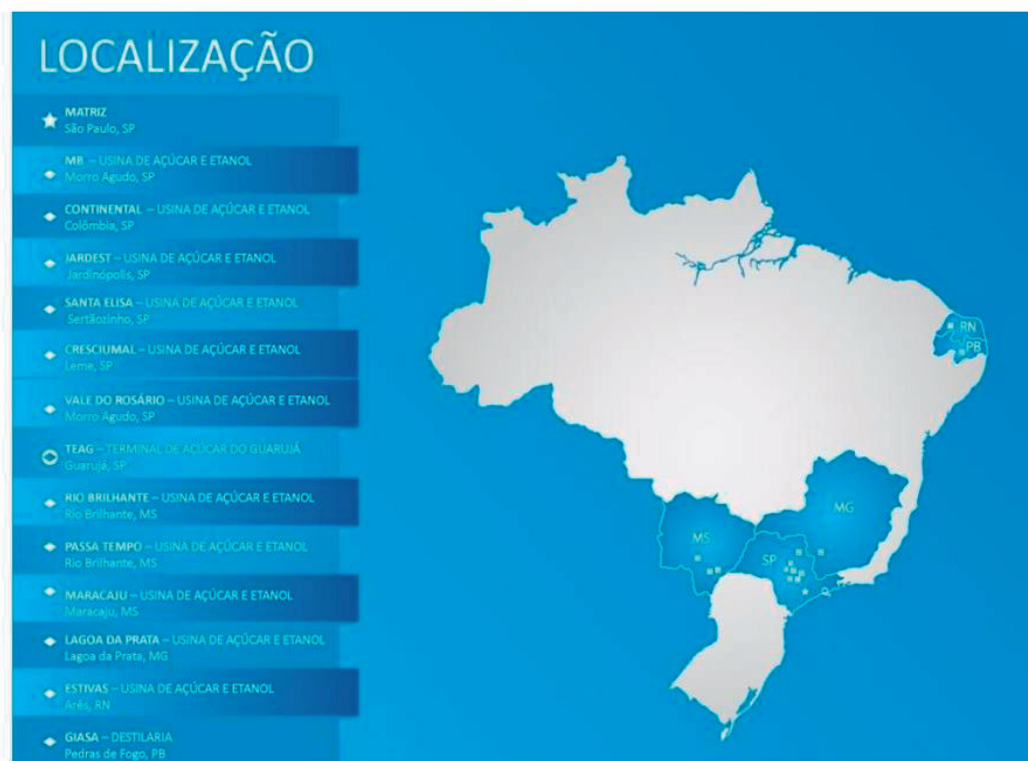 LOCALIZAÇÃO
MATRIZ
São Paulo, SP
MB – USINA DE AÇÚCAR E ETANOL
Morro Agudo, SP
CONTINENTAL – USINA DE AÇÚCAR E ETANOL
Colômbia, SP
JARDEST – USINA DE AÇÚCAR E ETANOL
Jardinópolis, SP
SANTA ELISA – USINA DE AÇÚCAR E ETANOL
Sertãozinho, SP
CRESCIUMAL – USINA DE AÇÚCAR E ETANOL
Leme, SP
VALE DO ROSÁRIO – USINA DE AÇÚCAR E ETANOL
Morro Agudo, SP
TEAG – TERMINAL DE AÇÚCAR DO GUARUJÁ
Guarujá, SP
RIO BRILHANTE – USINA DE AÇÚCAR E ETANOL
Rio Brilhante, MS
PASSA TEMPO – USINA DE AÇÚCAR E ETANOL
Rio Brilhante, MS
MARACAJU – USINA DE AÇÚCAR E ETANOL
Maracaju, MS
LAGOA DA PRATA – USINA DE AÇÚCAR E ETANOL
Lagoa da Prata, MG
ESTIVAS – USINA DE AÇÚCAR E ETANOL
Arês, RN
GIASA – DESTILARIA
Pedras de Fogo, PB
RN
PB
MG
MS
SP